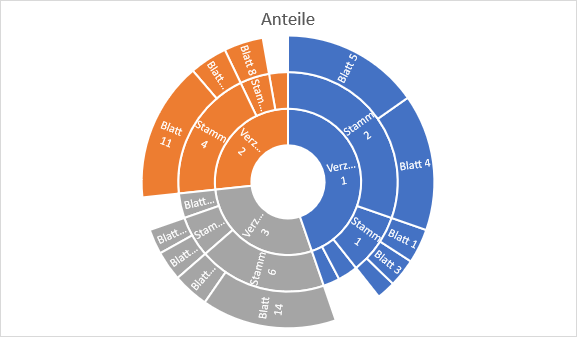 Anteile
Blatt 5
Blatt 4
Blatt 1
Blatt 3
Stamm
2
Verz...
1
Stamm
1
Blatt
14
Stamm
6
Verz...
3
Blatt...
Blatt...
Blatt...
Stam...
Blatt...
Blatt
11
Stamm
4
Verz...
2
Blatt...
Blatt 8
Stam...